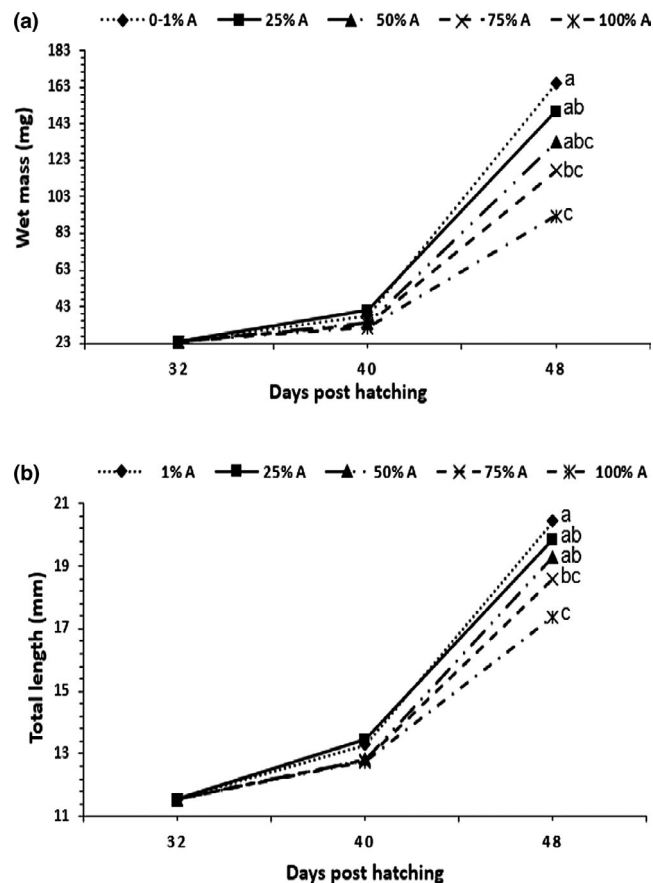 (a)
0-1% A 25% A 50% A 75% A 100% A
Wet mass (mg)
183
163
143
123
103
83
63
43
23
a
ab
abc
bc
c
32 40 48
Days post hatching
(b)
1% A 25% A 50% A 75% A 100% A
Total length (mm)
21
19
17
15
13
11
a
ab
ab
bc
c
32 40 48
Days post hatching